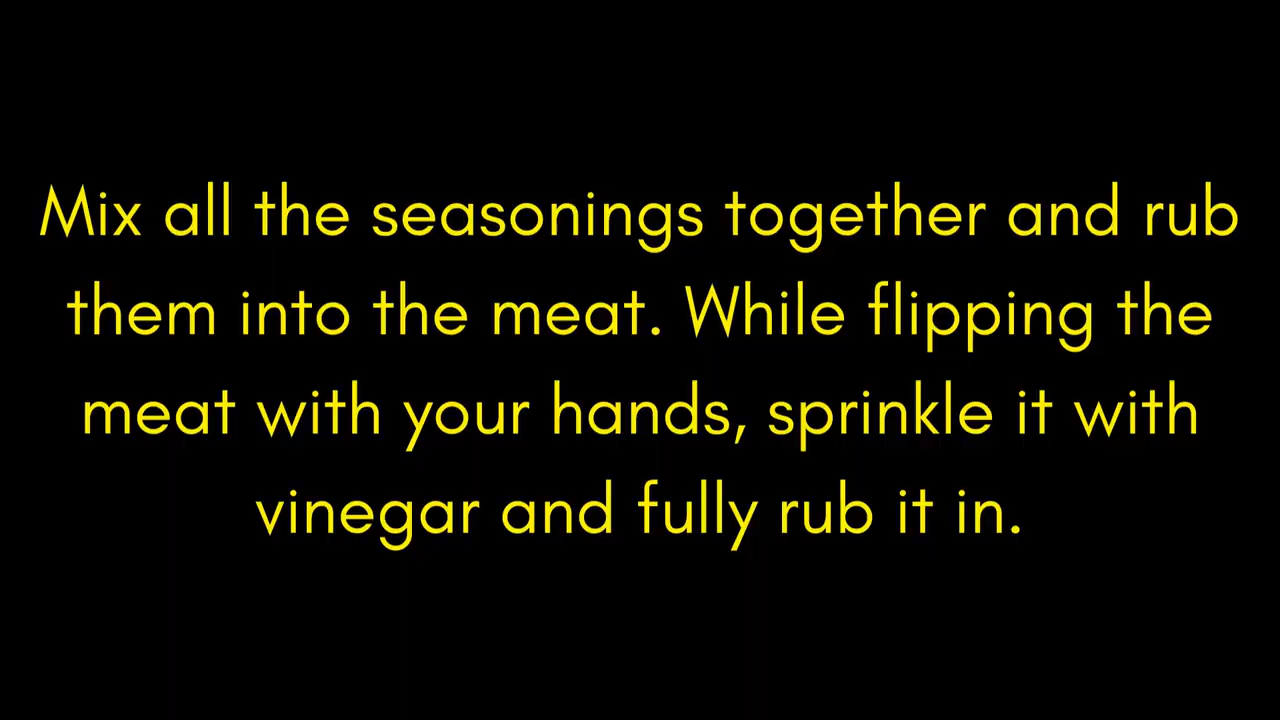 Mix all the seasonings together and rub
them into the meat. While flipping the
meat with your hands, sprinkle it with
vinegar and fully rub it in.